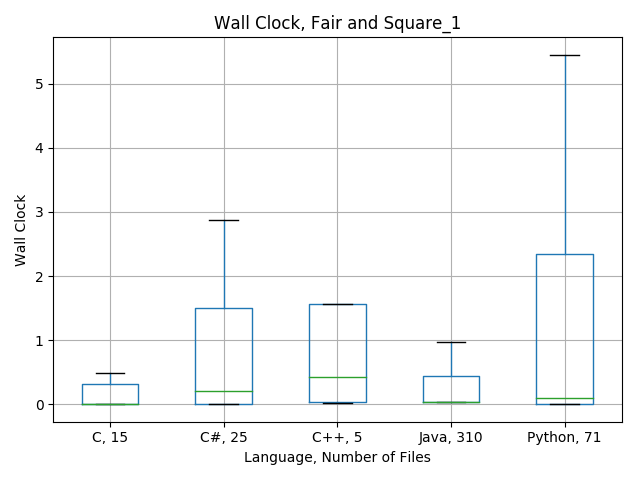 Wall Clock, Fair and Square_1
5
4
3
2
1
0
Wall Clock
C, 15
C#, 25
C++, 5
Java, 310
Python, 71
Language, Number of Files